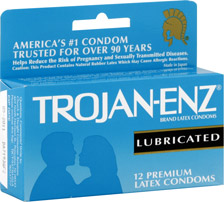 AMERICA'S #1 CONDOM
TRUSTED FOR OVER 90 YEARS
Helps Reduce the Risk of Pregnancy and Sexually Transmitted Diseases.
Caution: This Product Contains Natural Rubber Latex Which May Cause Allergic Reactions.
TROJAN-ENZ®
BRAND LATEX CONDOMS
LUBRICATED
12 PREMIUM
LATEX CONDOMS